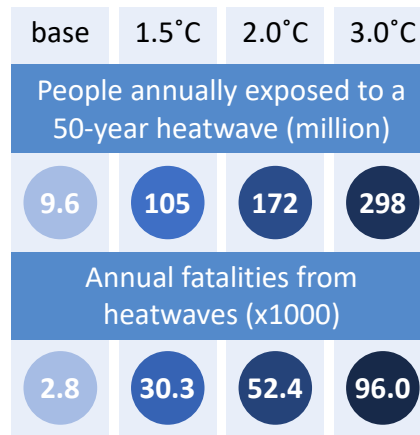 base 1.5˚C 2.0˚C 3.0˚C
People annually exposed to a
50-year heatwave (million)
9.6 105 172 298
Annual fatalities from
heatwaves (x1000)
2.8 30.3 52.4 96.0